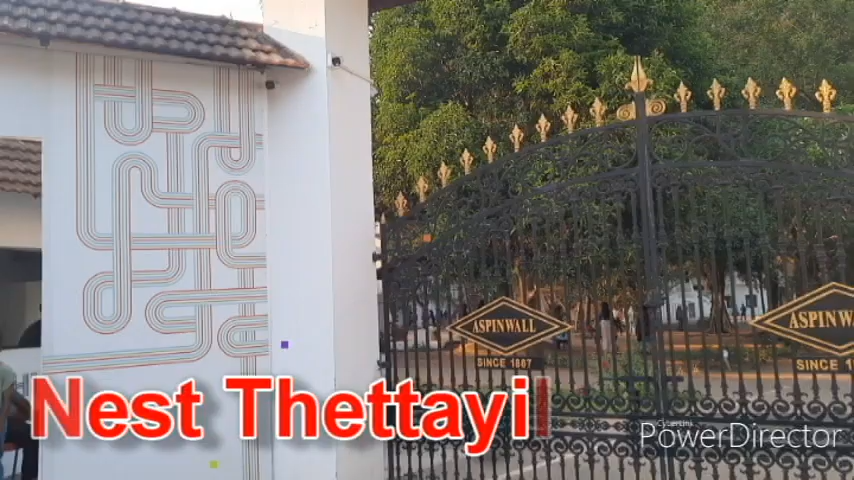 ASPINWALL
SINCE 1867
ASPINWA
SINCE 1
Nest Thettayil
CyberLink
PowerDirector